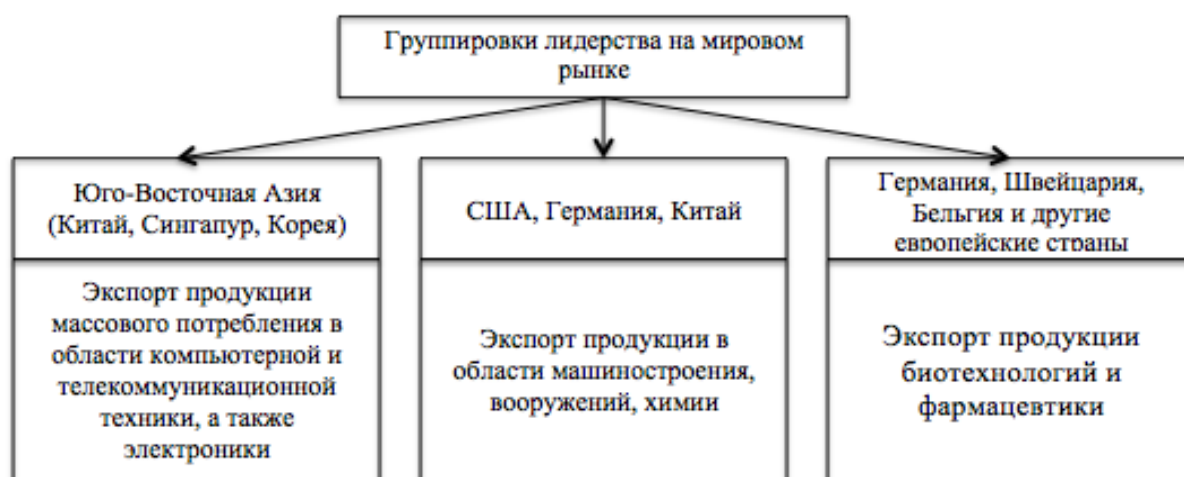 Группировки лидерства на мировом
рынке
Юго-Восточная Азия
(Китай, Сингапур, Корея)
США, Германия, Китай
Германия, Швейцария,
Бельгия и другие
европейские страны
Экспорт продукции
массового потребления в
области компьютерной и
телекоммуникационной
техники, а также
электроники
Экспорт продукции в
области машиностроения,
вооружений, химии
Экспорт продукции
биотехнологий и
фармацевтики